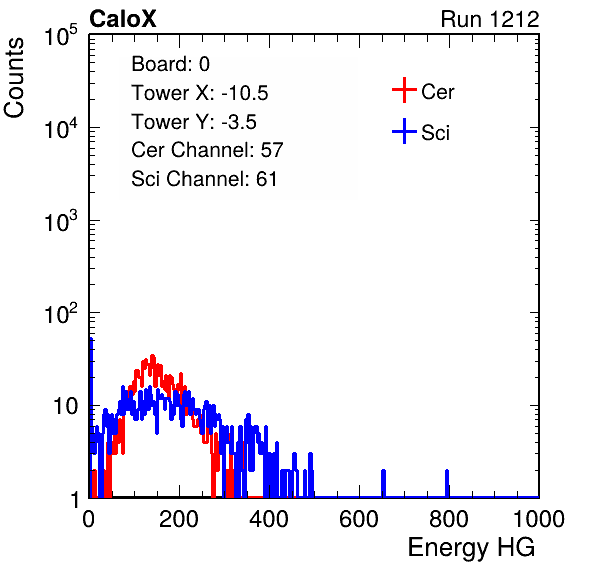 CaloX Run 1212
Counts
Board: 0
Tower X: -10.5
Tower Y: -3.5
Cer Channel: 57
Sci Channel: 61
Cer
Sci
10^5
10^4
10^3
10^2
10
1
0 200 400 600 800 1000
Energy HG